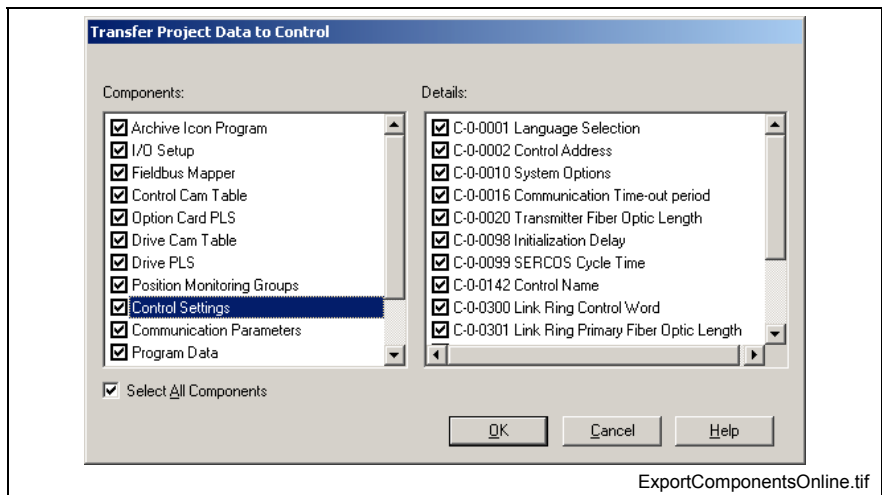 Transfer Project Data to Control
Components:
Archive Icon Program
I/O Setup
Fieldbus Mapper
Control Cam Table
Option Card PLS
Drive Cam Table
Drive PLS
Position Monitoring Groups
Control Settings
Communication Parameters
Program Data
Select All Components
Details:
C-0-0001 Language Selection
C-0-0002 Control Address
C-0-0010 System Options
C-0-0016 Communication Time-out period
C-0-0020 Transmitter Fiber Optic Length
C-0-0098 Initialization Delay
C-0-0099 SERCOS Cycle Time
C-0-0142 Control Name
C-0-0300 Link Ring Control Word
C-0-0301 Link Ring Primary Fiber Optic Length
OK
Cancel
Help
ExportComponentsOnline.tif